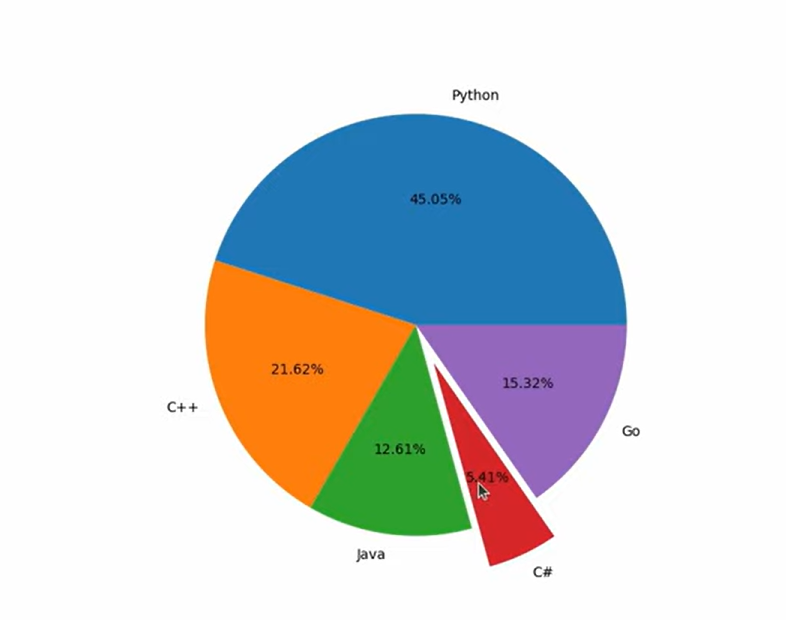 Python
45.05%
21.62%
15.32%
C++
Go
12.61%
5.41%
Java
C#